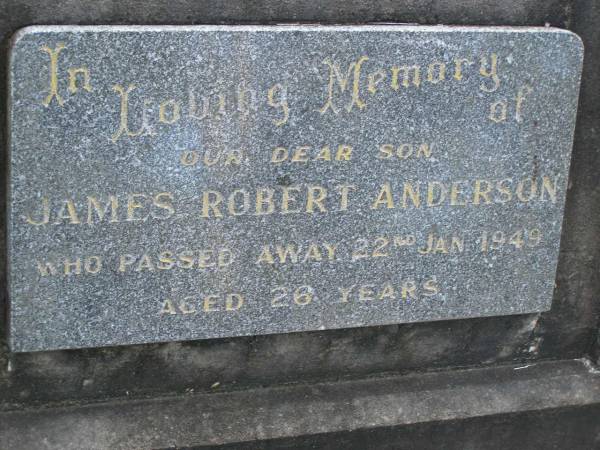 In
Loving Memory
of
OUR DEAR SON
JAMES ROBERT ANDERSON
WHO PASSED AWAY 22ND JAN 1949
AGED 26 YEARS